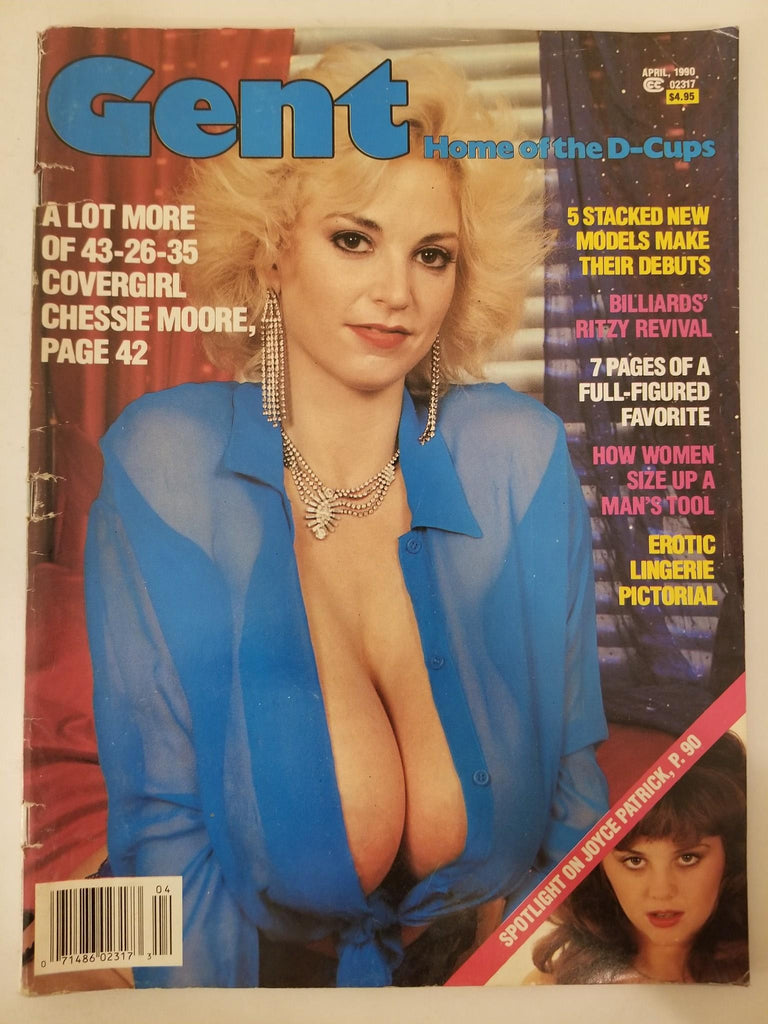 Gent
Home of the D-Cups
APRIL, 1990
CC 02317
$4.95
A LOT MORE
OF 43-26-35
COVERGIRL
CHESSIE MOORE,
PAGE 42
5 STACKED NEW
MODELS MAKE
THEIR DEBUTS
BILLIARDS'
RITZY REVIVAL
7 PAGES OF A
FULL-FIGURED
FAVORITE
HOW WOMEN
SIZE UP A
MAN'S TOOL
EROTIC
LINGERIE
PICTORIAL
SPOTLIGHT ON JOYCE PATRICK, P. 90
04
0 71486 02317 3